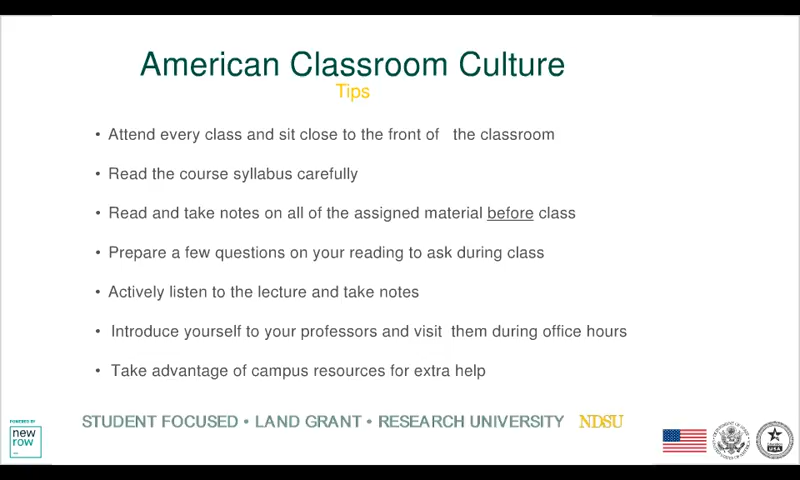 American Classroom Culture
Tips
• Attend every class and sit close to the front of the classroom
• Read the course syllabus carefully
• Read and take notes on all of the assigned material before class
• Prepare a few questions on your reading to ask during class
• Actively listen to the lecture and take notes
• Introduce yourself to your professors and visit them during office hours
• Take advantage of campus resources for extra help
STUDENT FOCUSED • LAND GRANT • RESEARCH UNIVERSITY NDSU
POWERED BY
new
row
USA